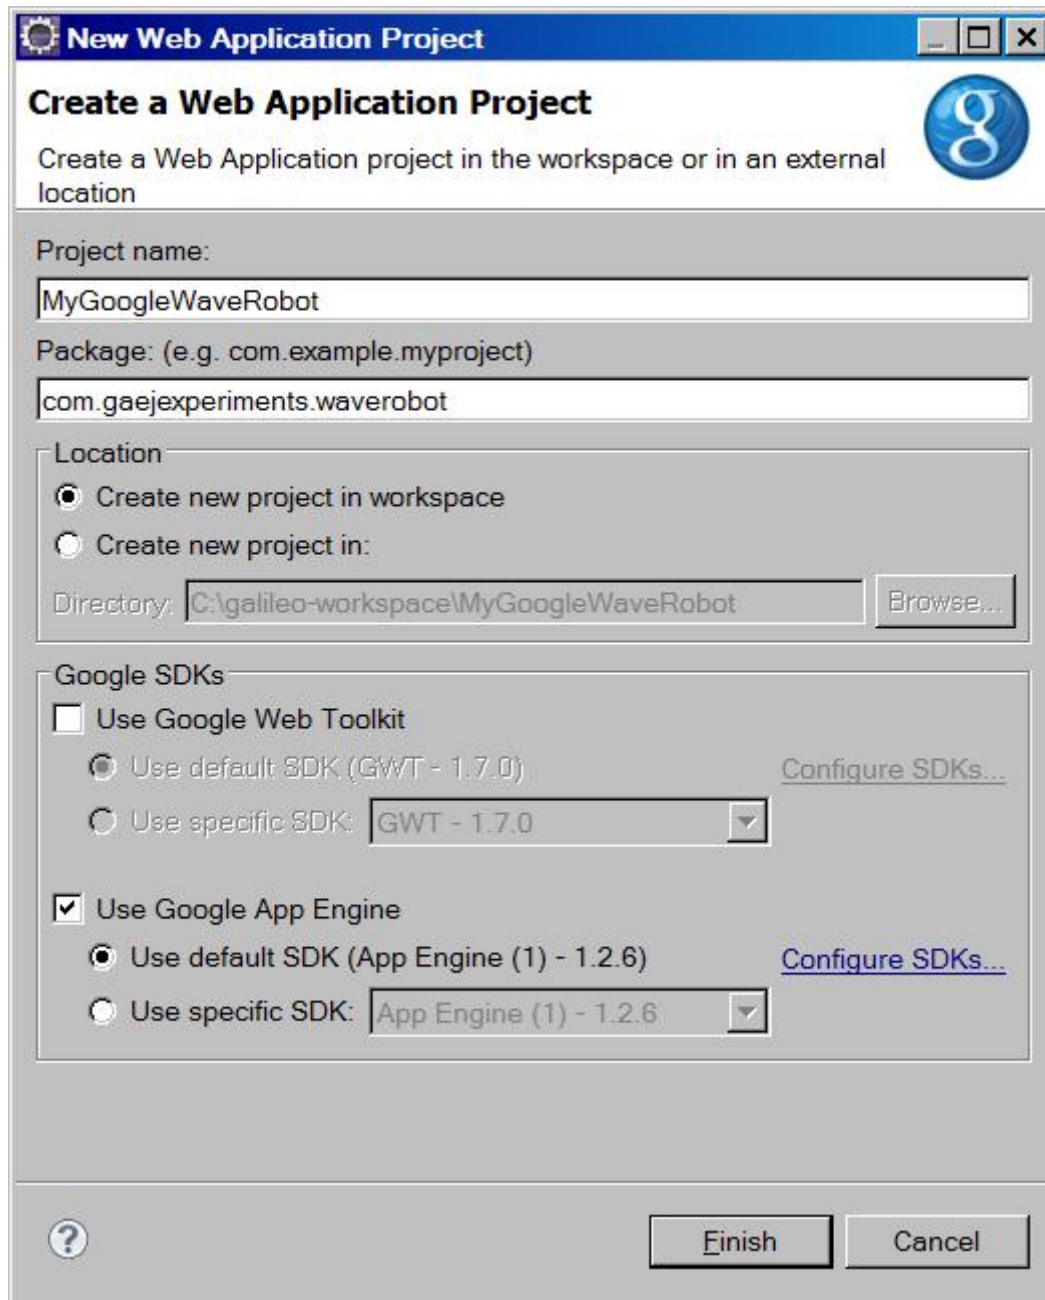 New Web Application Project
Create a Web Application Project
Create a Web Application project in the workspace or in an external
location
Project name:
MyGoogleWaveRobot
Package: (e.g. com.example.myproject)
com.gaejexperiments.waverobot
Location
Create new project in workspace
Create new project in:
Directory: C:\galileo-workspace\MyGoogleWaveRobot Browse...
Google SDKs
Use Google Web Toolkit
Use default SDK (GWT - 1.7.0) Configure SDKs...
Use specific SDK: GWT - 1.7.0
Use Google App Engine
Use default SDK (App Engine (1) - 1.2.6) Configure SDKs...
Use specific SDK: App Engine (1) - 1.2.6
Finish Cancel